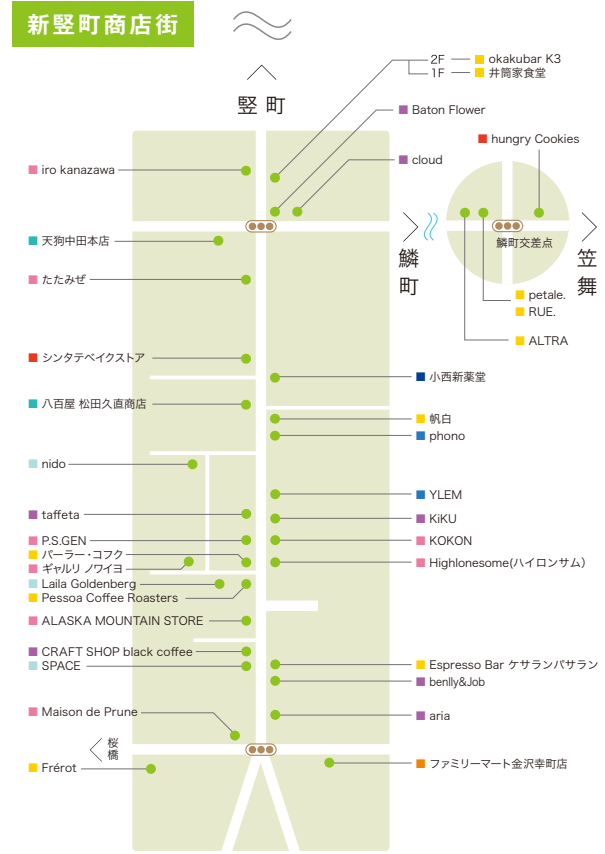 新竪町商店街
2F
okakubar K3
1F
井筒家食堂
竪町
Baton Flower
hungry Cookies
cloud
iro kanazawa
鱗町
鱗町交差点
笠舞
天狗中田本店
たたみぜ
petale.
RUE.
ALTRA
シンタテベイクストア
小西新薬堂
八百屋 松田久直商店
帆白
phono
nido
YLEM
taffeta
KiKU
P.S.GEN
KOKON
パーラー・コフク
ギャルリ ノワイヨ
Highlonesome(ハイロンサム)
Laila Goldenberg
Pessoa Coffee Roasters
ALASKA MOUNTAIN STORE
CRAFT SHOP black coffee
SPACE
Espresso Bar ケサランパサラン
benlly&Job
Maison de Prune
aria
桜橋
Frérot
ファミリーマート金沢幸町店